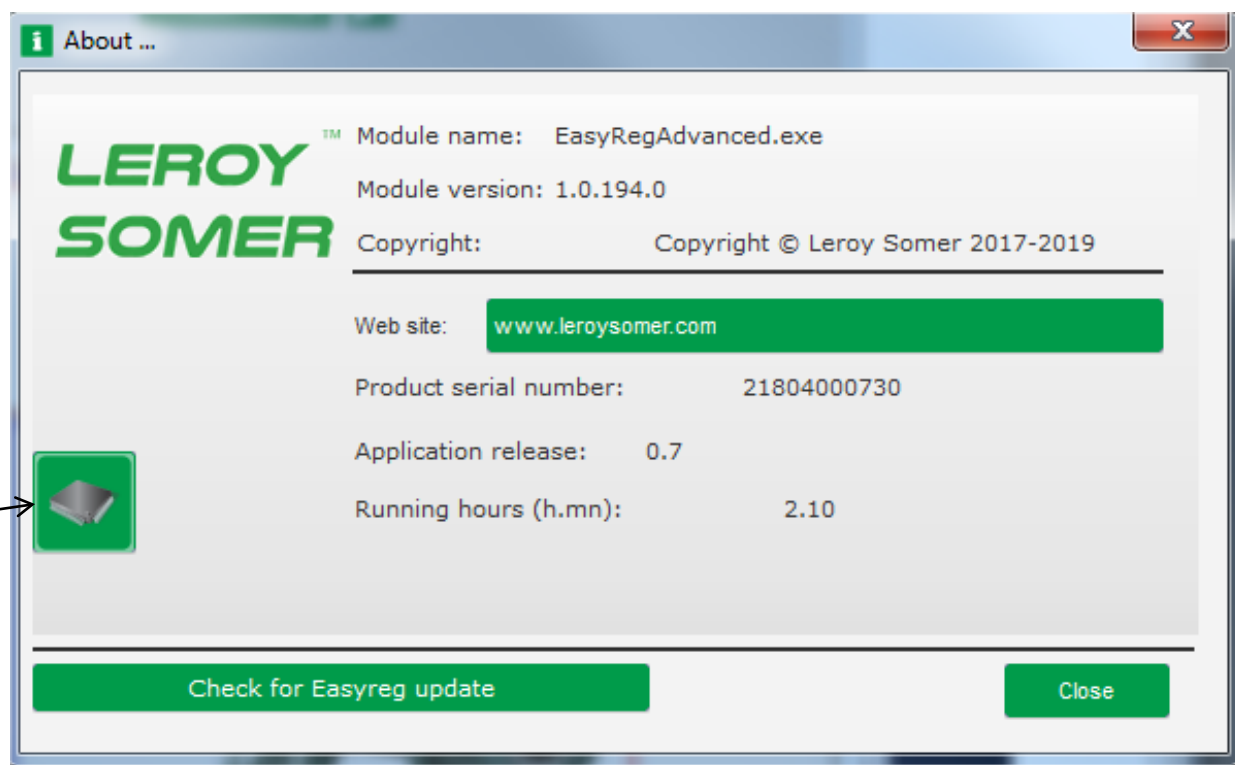 About ...
LEROY™
SOMER
Module name: EasyRegAdvanced.exe
Module version: 1.0.194.0
Copyright: Copyright © Leroy Somer 2017-2019
Web site: www.leroysomer.com
Product serial number: 21804000730
Application release: 0.7
Running hours (h.mn): 2.10
Check for Easyreg update
Close